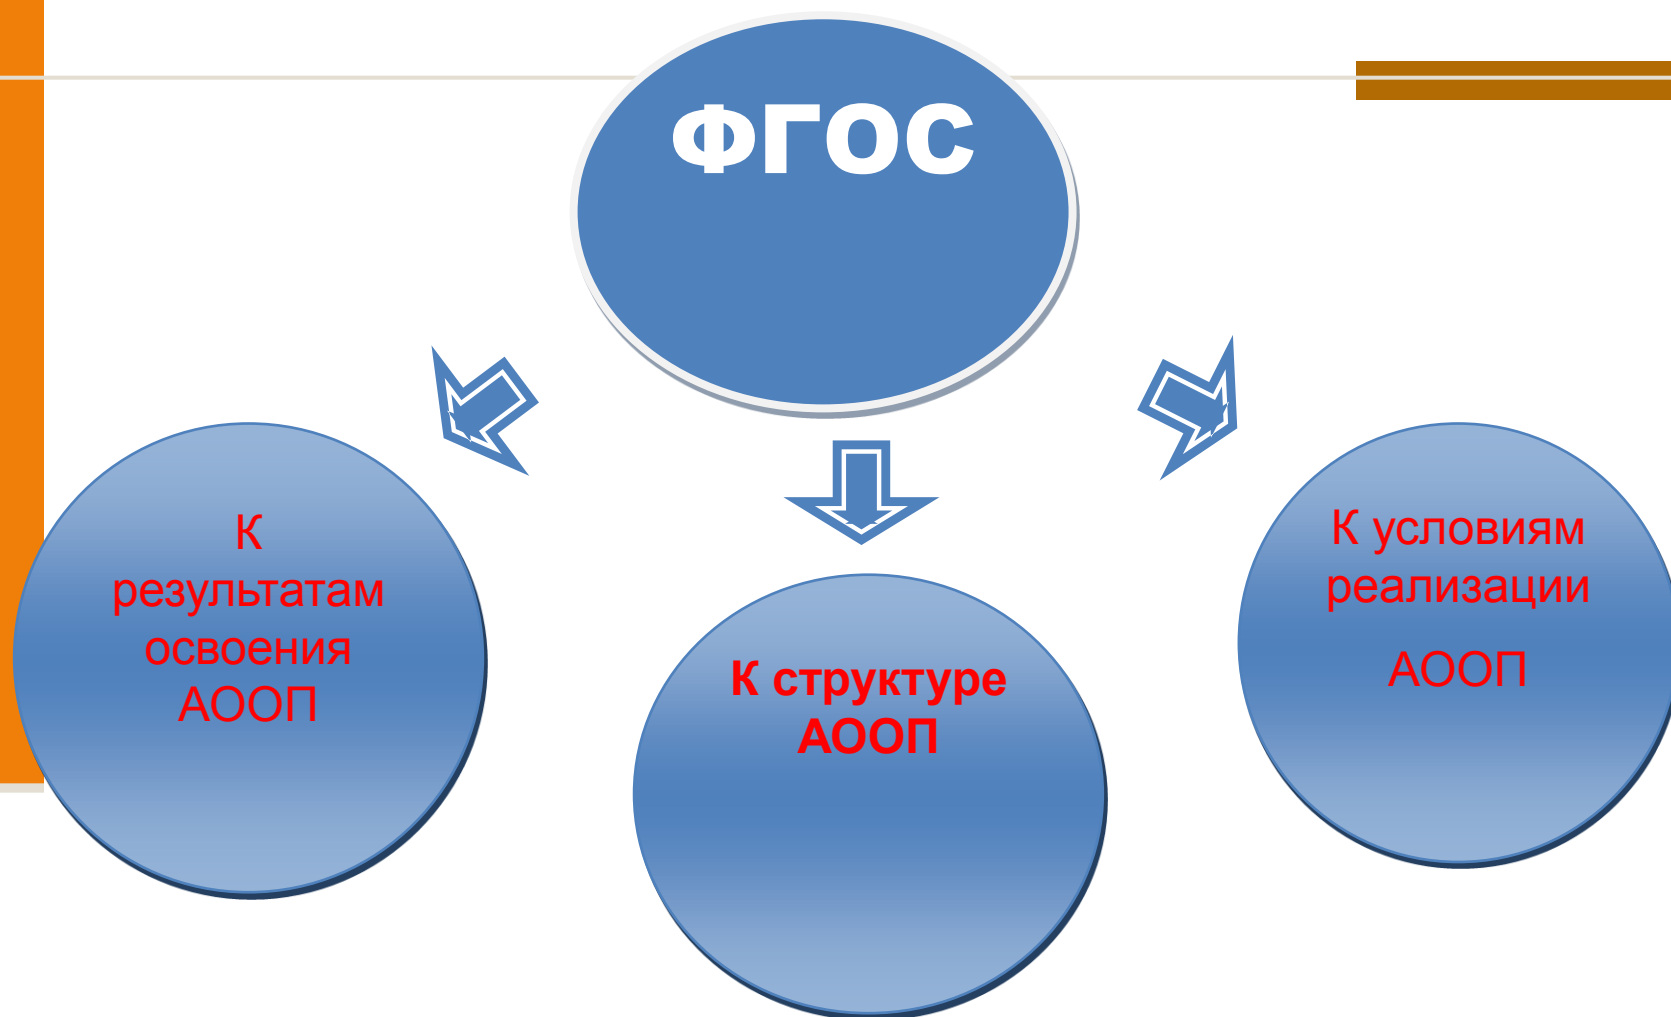 ФГОС
К
результатам
освоения
АООП
К структуре
АООП
К условиям
реализации
АООП